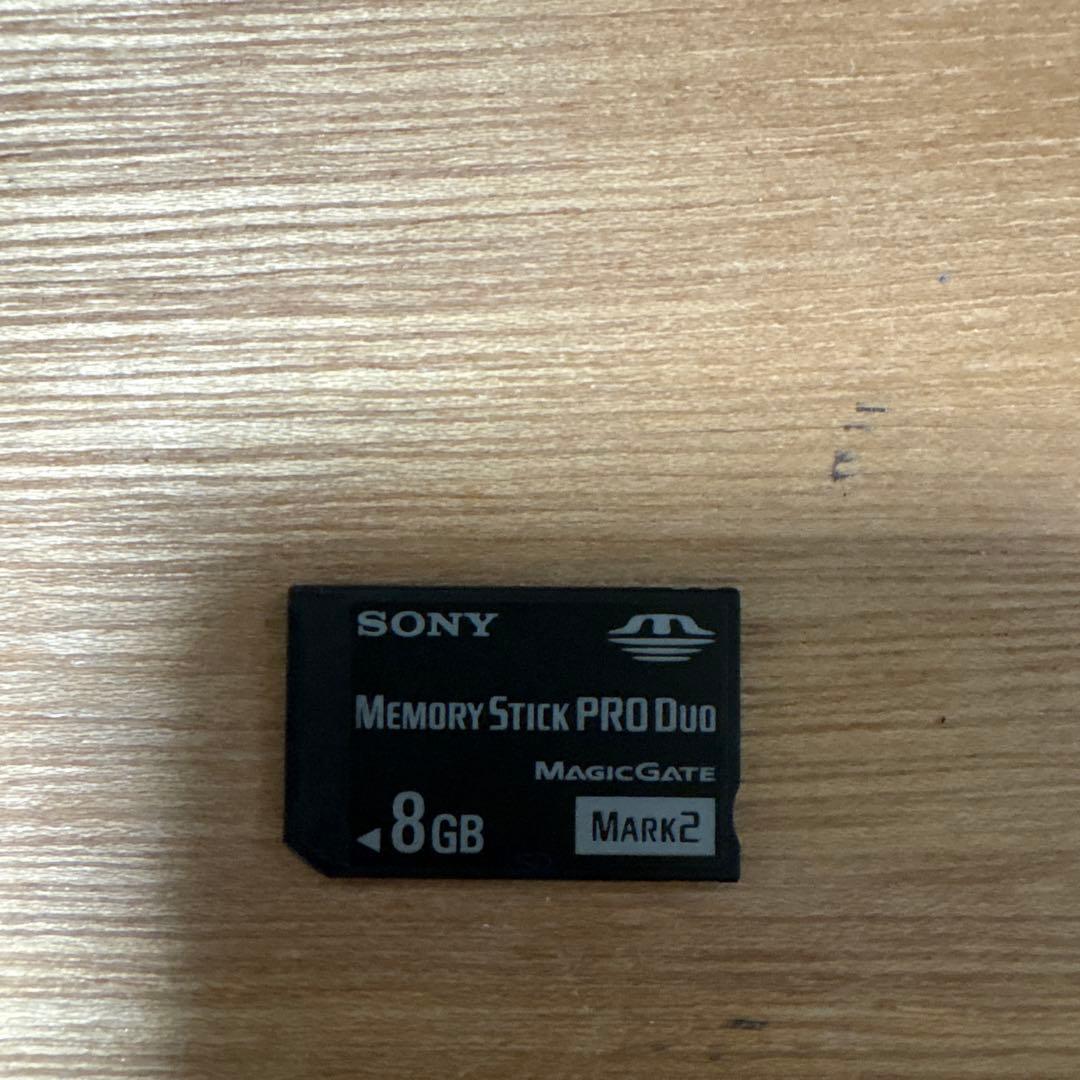 SONY
MEMORY STICK PRO DUO
MAGICGATE
8GB
MARK2